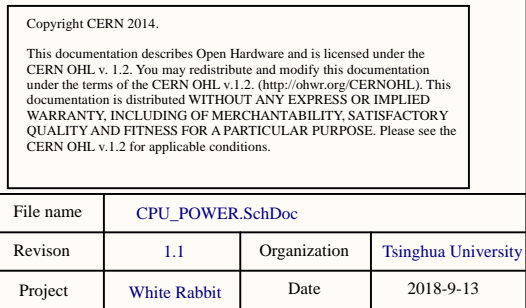 Copyright CERN 2014.
This documentation describes Open Hardware and is licensed under the
CERN OHL v. 1.2. You may redistribute and modify this documentation
under the terms of the CERN OHL v.1.2. (http://ohwr.org/CERNOHL). This
documentation is distributed WITHOUT ANY EXPRESS OR IMPLIED
WARRANTY, INCLUDING OF MERCHANTABILITY, SATISFACTORY
QUALITY AND FITNESS FOR A PARTICULAR PURPOSE. Please see the
CERN OHL v.1.2 for applicable conditions.
File name CPU_POWER.SchDoc
Revison 1.1 Organization Tsinghua University
Project White Rabbit Date 2018-9-13